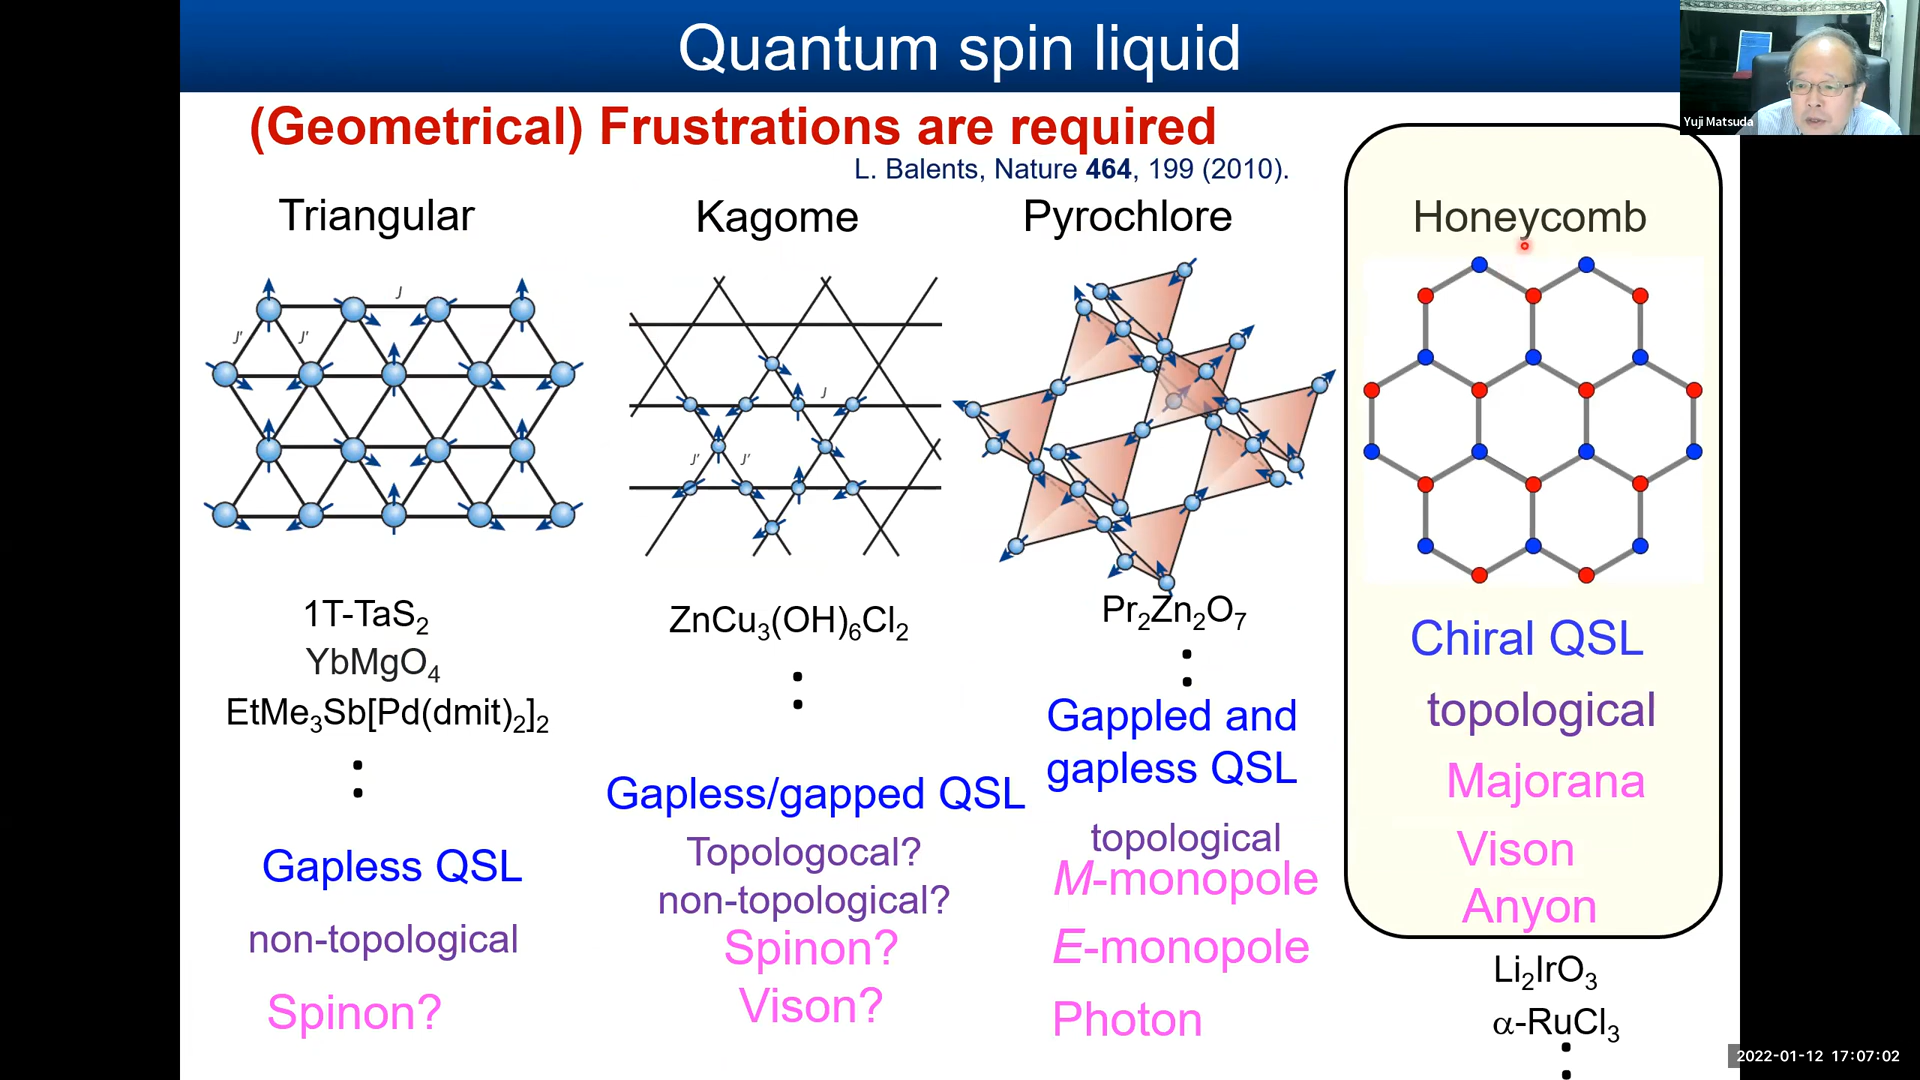 Quantum spin liquid
Yuji Matsuda
(Geometrical) Frustrations are required
L. Balents, Nature 464, 199 (2010).
Triangular
J
J'
J'
1T-TaS₂
YbMgO₄
EtMe₃Sb[Pd(dmit)₂]₂
:
Gapless QSL
non-topological
Spinon?
Kagome
J
J'
J'
ZnCu₃(OH)₆Cl₂
:
Gapless/gapped QSL
Topologocal?
non-topological?
Spinon?
Vison?
Pyrochlore
Pr₂Zn₂O₇
:
Gappled and
gapless QSL
topological
M-monopole
E-monopole
Photon
Honeycomb
Chiral QSL
topological
Majorana
Vison
Anyon
Li₂IrO₃
α-RuCl₃
:
2022-01-12 17:07:02